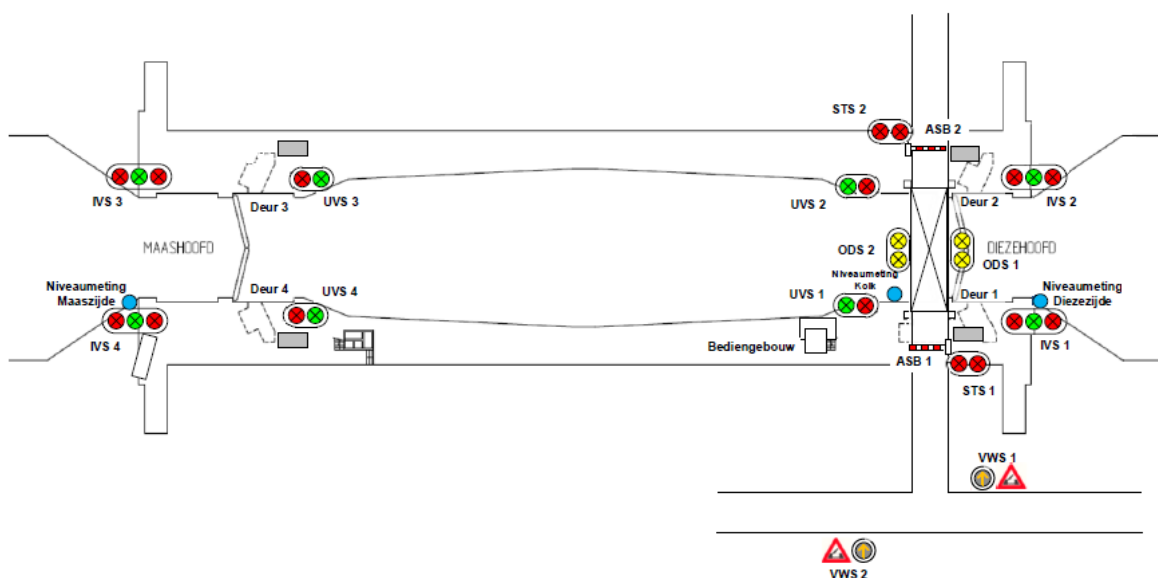 STS 2
ASB 2
IVS 3
Deur 3
UVS 3
UVS 2
Deur 2
IVS 2
MAASHOOFD
ODS 2
DIEZEHOOFD
ODS 1
Niveaumeting
Maaszijde
Deur 4
UVS 4
Niveaumeting
Kolk
UVS 1
Deur 1
Niveaumeting
Diezezijde
IVS 4
Bediengebouw
ASB 1
IVS 1
STS 1
VWS 1
VWS 2